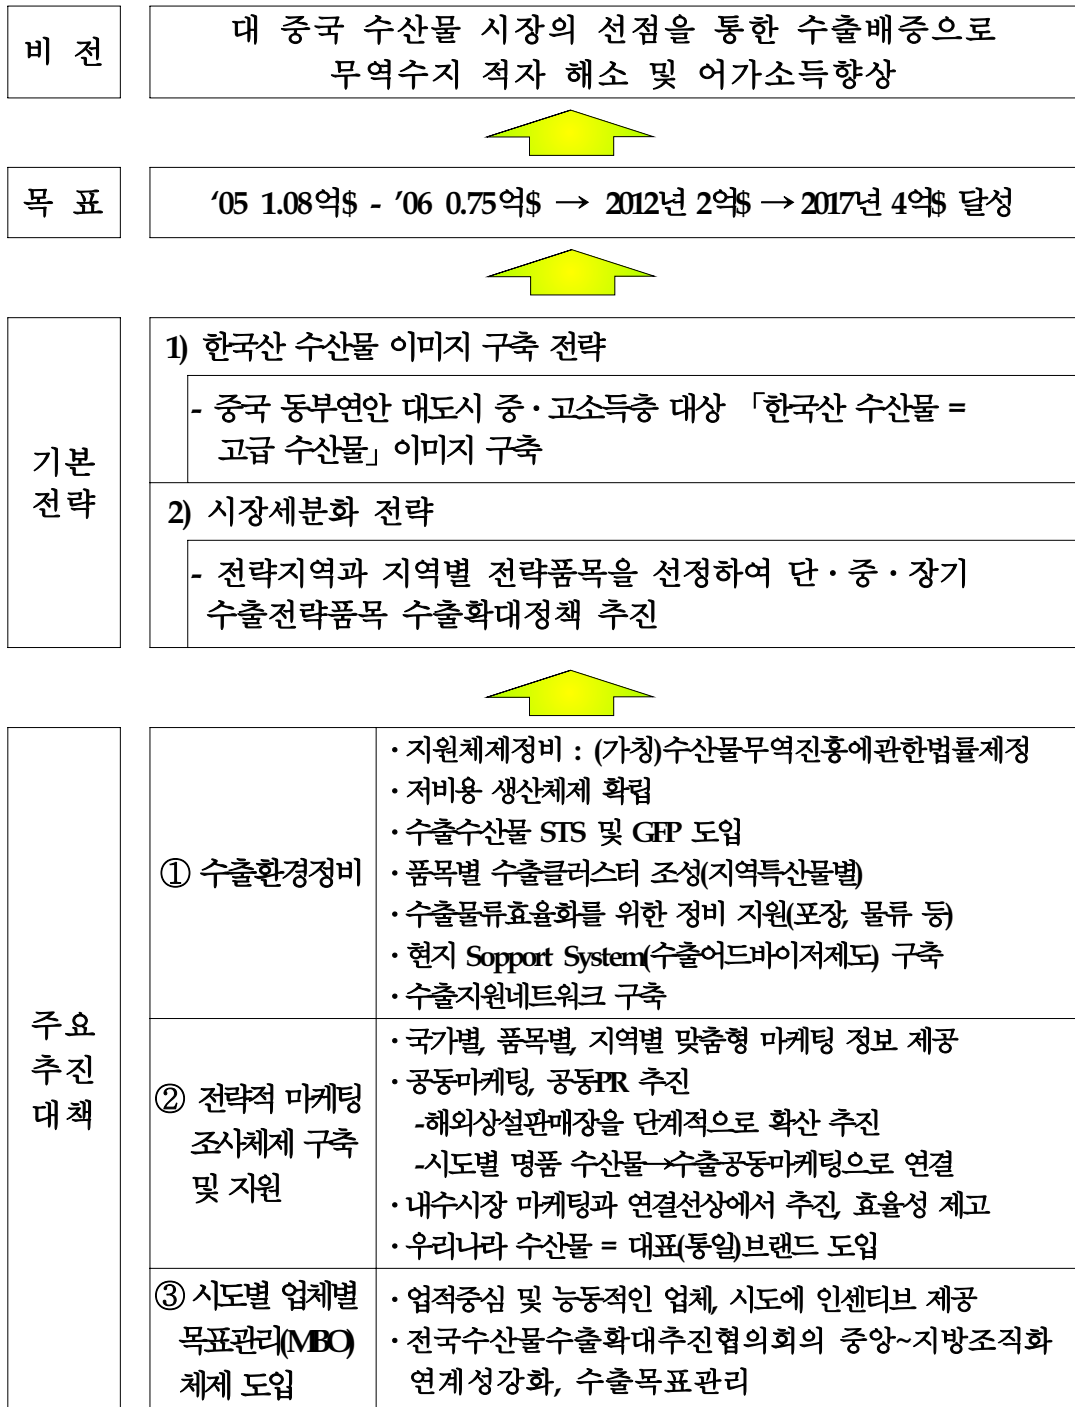 비 전
대 중국 수산물 시장의 선점을 통한 수출배증으로
무역수지 적자 해소 및 어가소득향상
목 표
‘05 1.08억$ - ’06 0.75억$ → 2012년 2억$ → 2017년 4억$ 달성
기본
전략
1) 한국산 수산물 이미지 구축 전략
- 중국 동부연안 대도시 중·고소득층 대상 「한국산 수산물 =
고급 수산물」이미지 구축
2) 시장세분화 전략
- 전략지역과 지역별 전략품목을 선정하여 단·중·장기
수출전략품목 수출확대정책 추진
주요
추진
대책
① 수출환경정비
·지원체제정비 : (가칭)수산물무역진흥에관한법률제정
·저비용 생산체제 확립
·수출수산물 STS 및 GFP 도입
·품목별 수출클러스터 조성(지역특산물별)
·수출물류효율화를 위한 정비 지원(포장, 물류 등)
·현지 Sopport System(수출어드바이저제도) 구축
·수출지원네트워크 구축
② 전략적 마케팅
조사체제 구축
및 지원
·국가별, 품목별, 지역별 맞춤형 마케팅 정보 제공
·공동마케팅, 공동PR 추진
-해외상설판매장을 단계적으로 확산 추진
-시도별 명품 수산물→수출공동마케팅으로 연결
·내수시장 마케팅과 연결선상에서 추진, 효율성 제고
·우리나라 수산물 = 대표(통일)브랜드 도입
③ 시도별 업체별
목표관리(MBO)
체제 도입
·업적중심 및 능동적인 업체, 시도에 인센티브 제공
·전국수산물수출확대추진협의회의 중앙~지방조직화
연계성강화, 수출목표관리